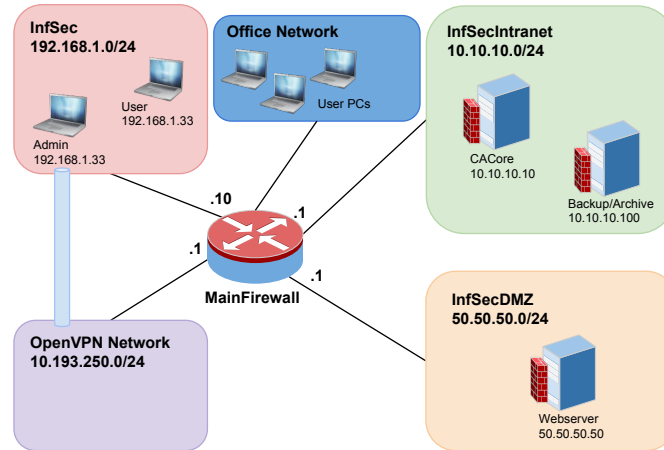 InfSec
192.168.1.0/24
User
192.168.1.33
Admin
192.168.1.33
Office Network
User PCs
InfSecIntranet
10.10.10.0/24
CACore
10.10.10.10
Backup/Archive
10.10.10.100
.10
.1
.1
.1
MainFirewall
OpenVPN Network
10.193.250.0/24
InfSecDMZ
50.50.50.0/24
Webserver
50.50.50.50